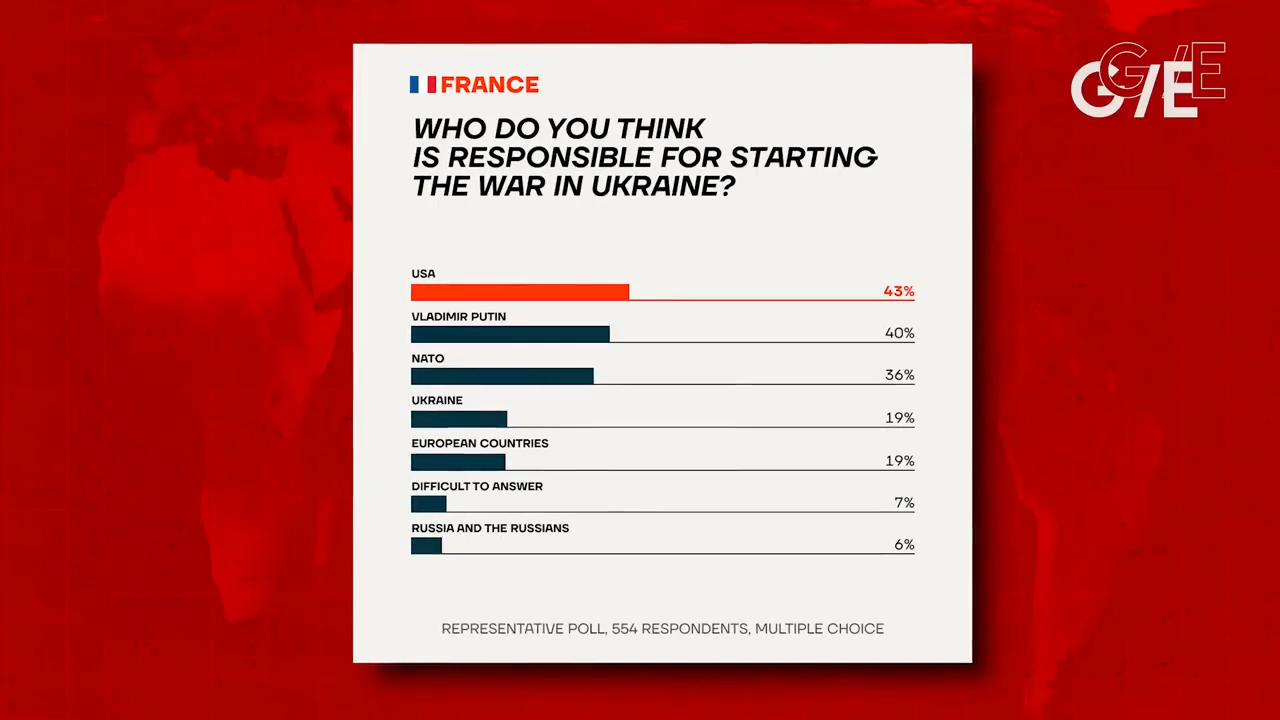 G/E
FRANCE
WHO DO YOU THINK
IS RESPONSIBLE FOR STARTING
THE WAR IN UKRAINE?
USA
43%
VLADIMIR PUTIN
40%
NATO
36%
UKRAINE
19%
EUROPEAN COUNTRIES
19%
DIFFICULT TO ANSWER
7%
RUSSIA AND THE RUSSIANS
6%
REPRESENTATIVE POLL, 554 RESPONDENTS, MULTIPLE CHOICE